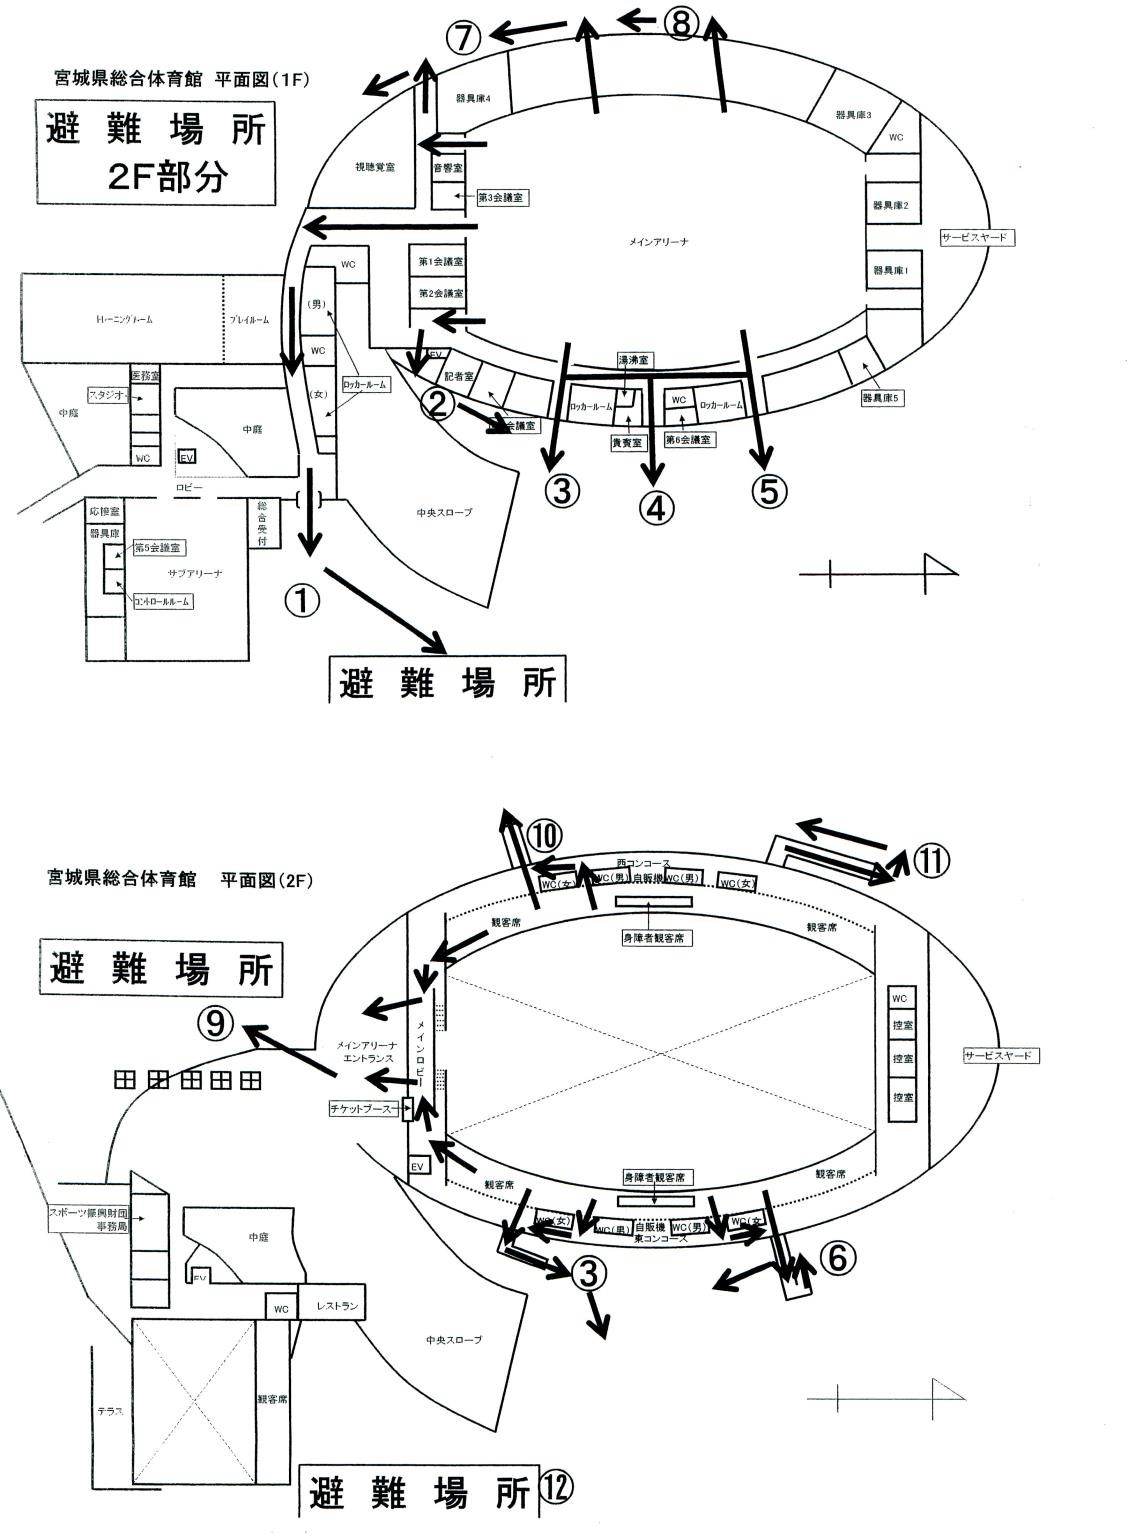 ⑧
⑦
宮城県総合体育館 平面図(1F)
避 難 場 所
2F部分
器具庫4
器具庫3
WC
視聴覚室
音響室
第3会議室
器具庫2
メインアリーナ
サービスヤード
WC
第1会議室
器具庫1
第2会議室
(男)
トレーニングルーム
プレイルーム
WC
EV
湯沸室
医務室
記者室
ロッカールーム
スタジオ
(女)
中庭
②
会議室
ロッカールーム
WC
ロッカールーム
器具庫5
中庭
貴賓室
第6会議室
WC
EV
ロビー
③
④
⑤
応接室
総合受付
中央スロープ
器具庫
第5会議室
サブアリーナ
コントロールルーム
①
避 難 場 所
宮城県総合体育館 平面図(2F)
⑩
⑪
西コンコース
WC(女)
WC(男)
自販機
WC(男)
WC(女)
観客席
観客席
身障者観客席
避 難 場 所
⑨
WC
メインロビー
控室
メインアリーナ
エントランス
控室
サービスヤード
チケットブース
控室
EV
身障者観客席
観客席
観客席
スポーツ振興財団
事務局
WC(女)
WC(男)
自販機
WC(男)
WC(女)
東コンコース
中庭
⑥
③
EV
WC
レストラン
中央スロープ
テラス
観客席
避 難 場 所
⑫